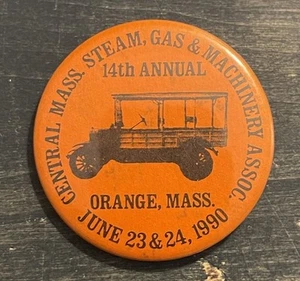 CENTRAL MASS. STEAM, GAS & MACHINERY ASSOC.
14th ANNUAL
ORANGE, MASS.
JUNE 23 & 24, 1990